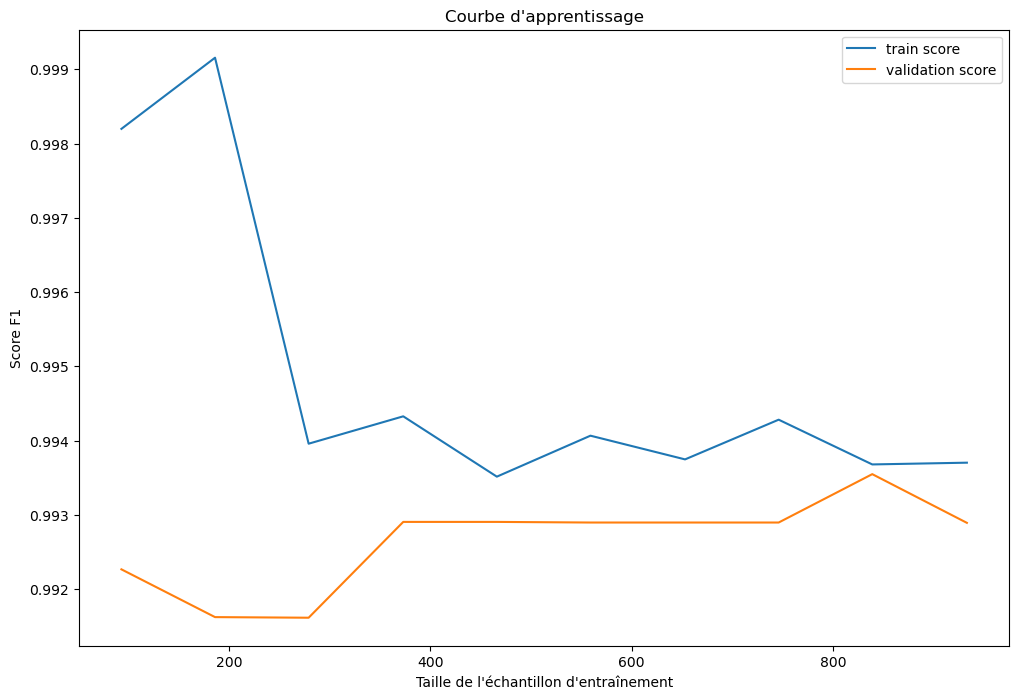 Courbe d'apprentissage
train score
validation score
0.999
0.998
0.997
0.996
0.995
0.994
0.993
0.992
Score F1
200
400
600
800
Taille de l'échantillon d'entraînement